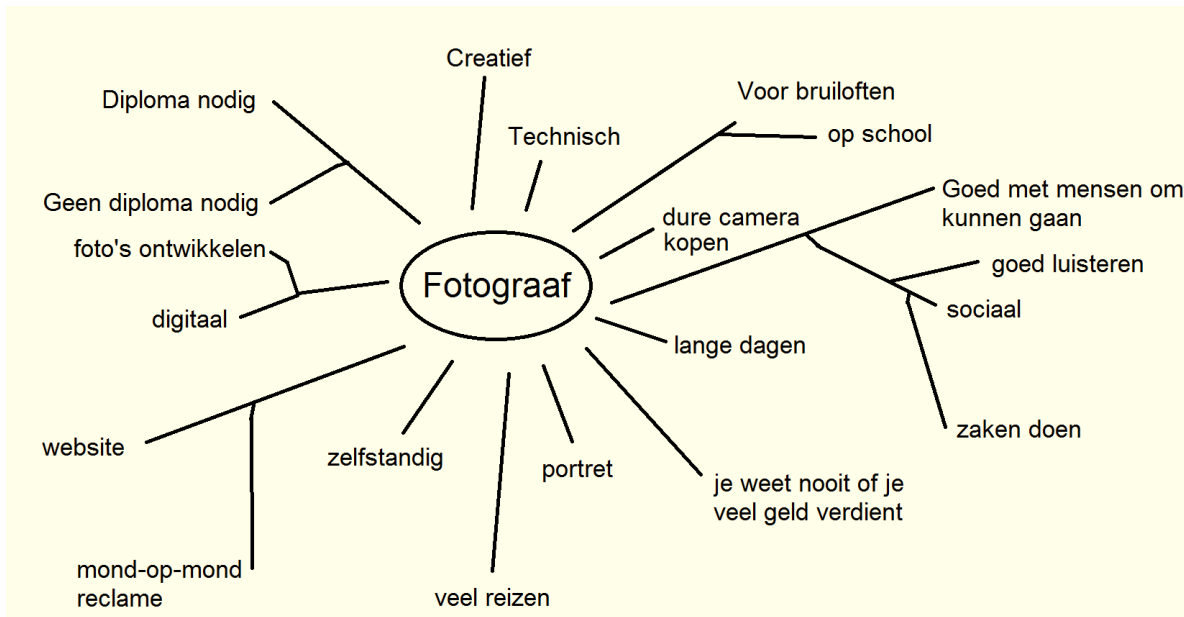 Creatief
Diploma nodig
Voor bruiloften
Technisch
op school
Geen diploma nodig
Goed met mensen om
kunnen gaan
dure camera
kopen
foto's ontwikkelen
goed luisteren
Fotograaf
digitaal
sociaal
lange dagen
website
zelfstandig
zaken doen
portret
je weet nooit of je
veel geld verdient
mond-op-mond
reclame
veel reizen